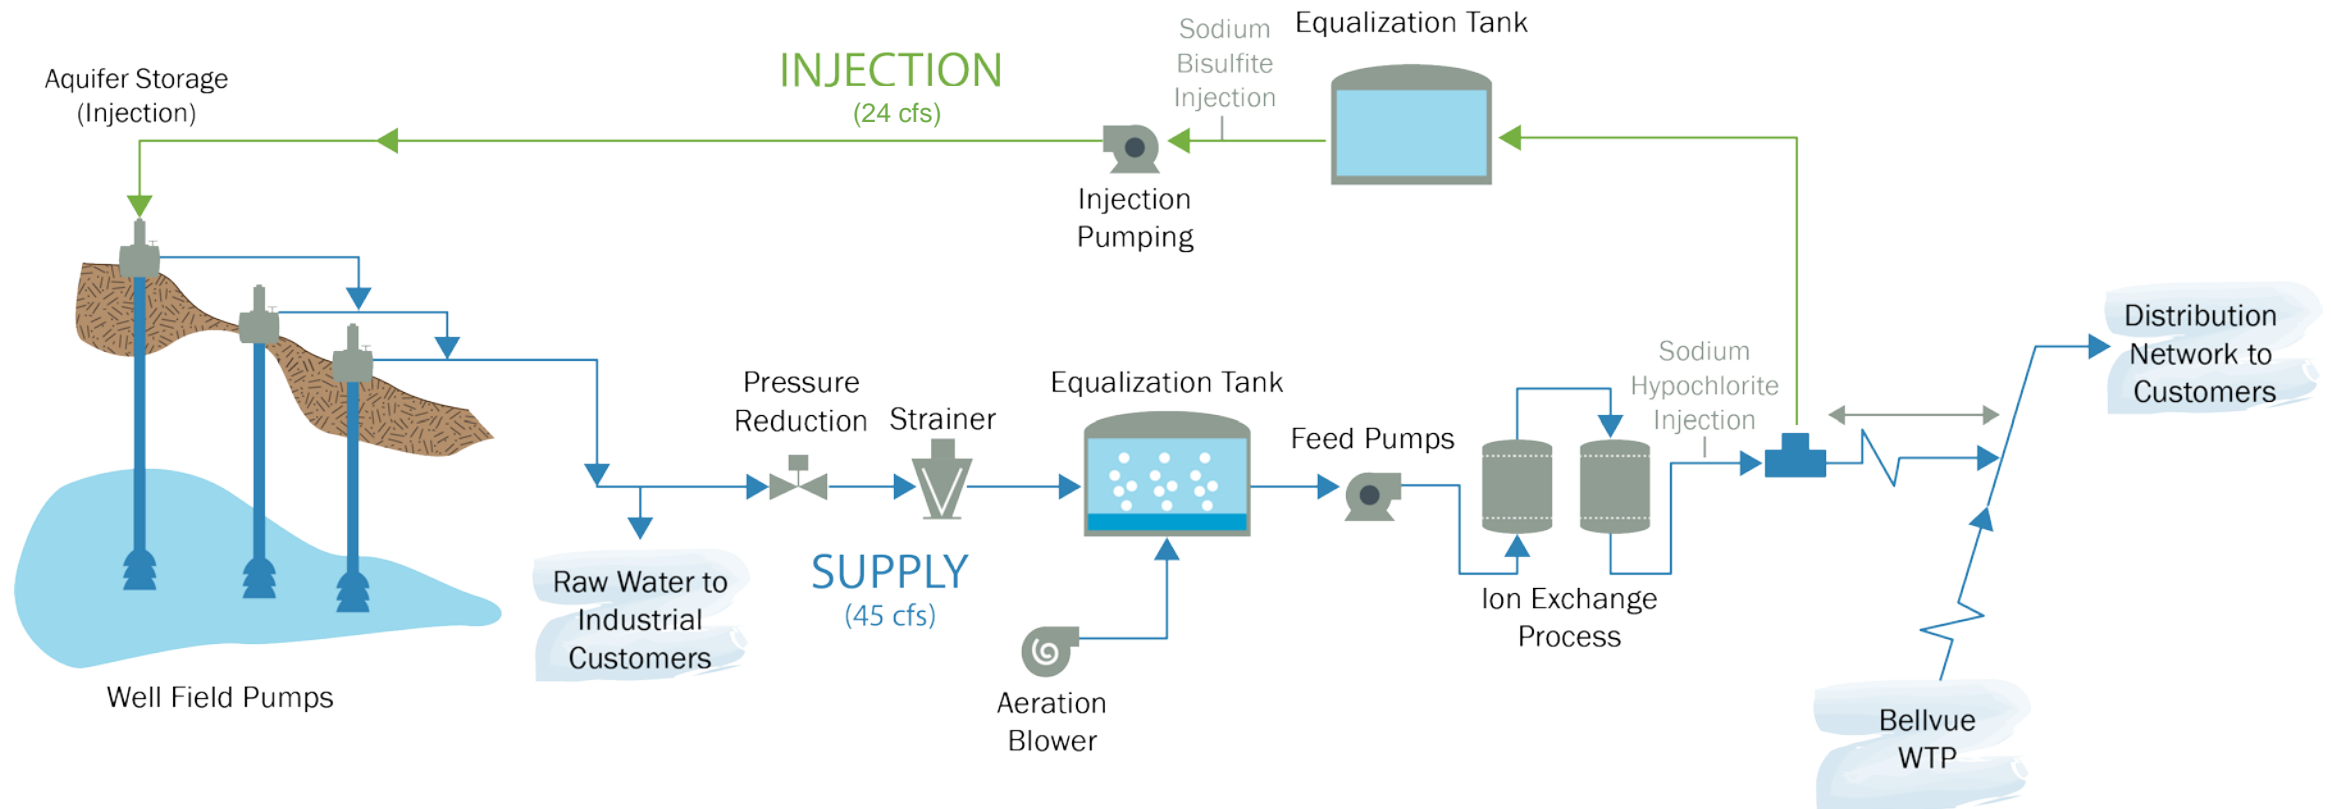 Aquifer Storage
(Injection)
INJECTION
(24 cfs)
Sodium
Bisulfite
Injection
Equalization Tank
Injection
Pumping
Well Field Pumps
Raw Water to
Industrial
Customers
Pressure
Reduction
Strainer
SUPPLY
(45 cfs)
Equalization Tank
Aeration
Blower
Feed Pumps
Ion Exchange
Process
Sodium
Hypochlorite
Injection
Distribution
Network to
Customers
Bellvue
WTP